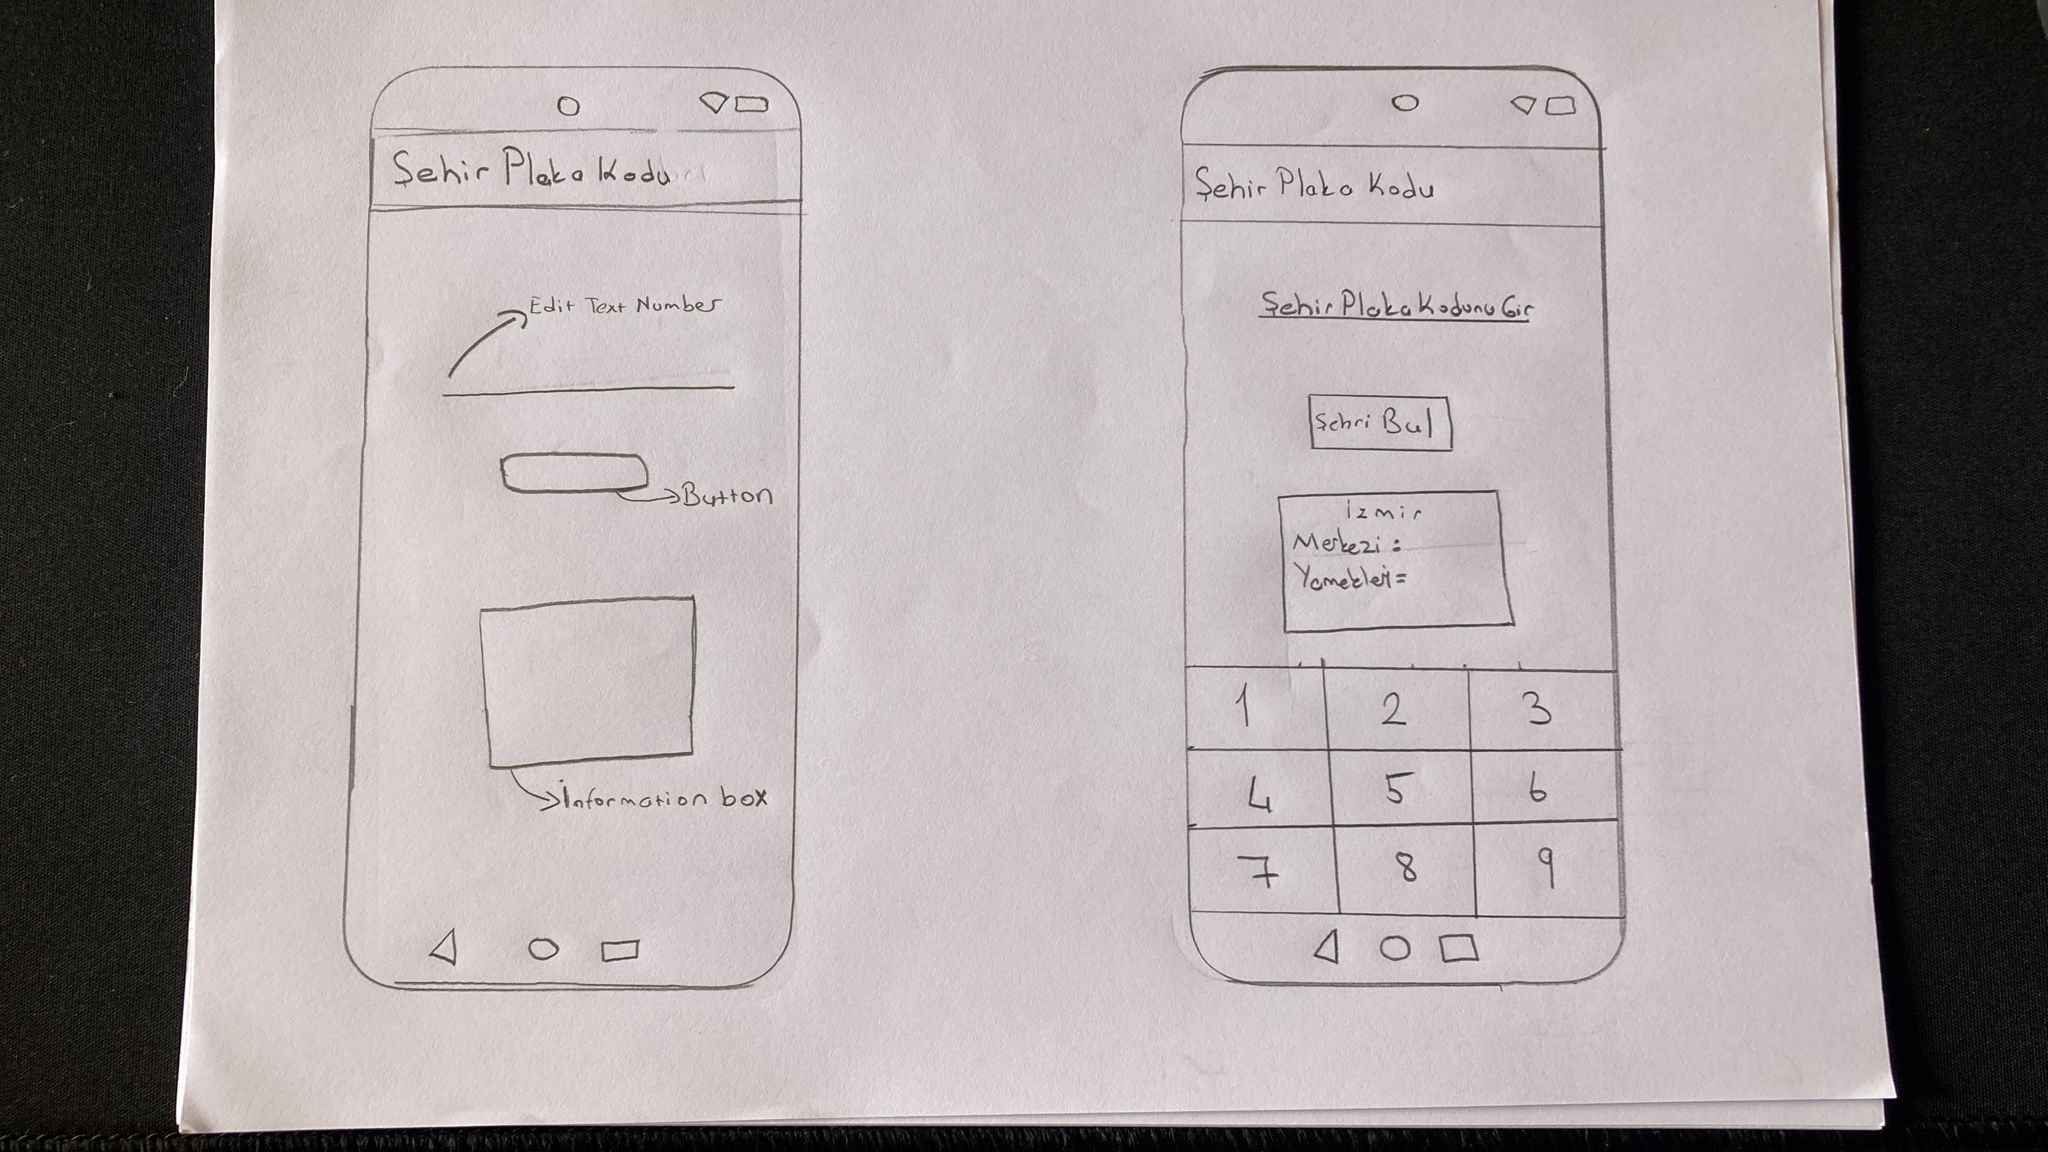 Şehir Plaka Kodu
Edit Text Number
Button
İnformation box
Şehir Plaka Kodu
Şehir Plaka Kodunu Gir
Şehri Bul
İzmir
Merkezi :
Yemekleri =
1 2 3
4 5 6
7 8 9